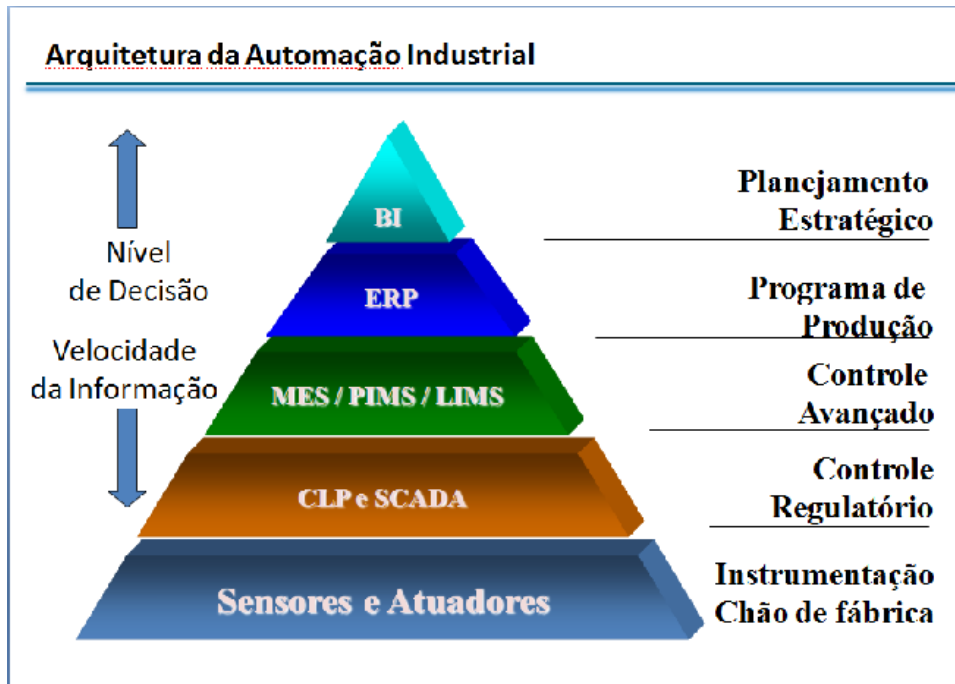 Arquitetura da Automação Industrial
Nível
de Decisão
Velocidade
da Informação
BI
ERP
MES / PIMS / LIMS
CLP e SCADA
Sensores e Atuadores
Planejamento
Estratégico
Programa de
Produção
Controle
Avançado
Controle
Regulatório
Instrumentação
Chão de fábrica